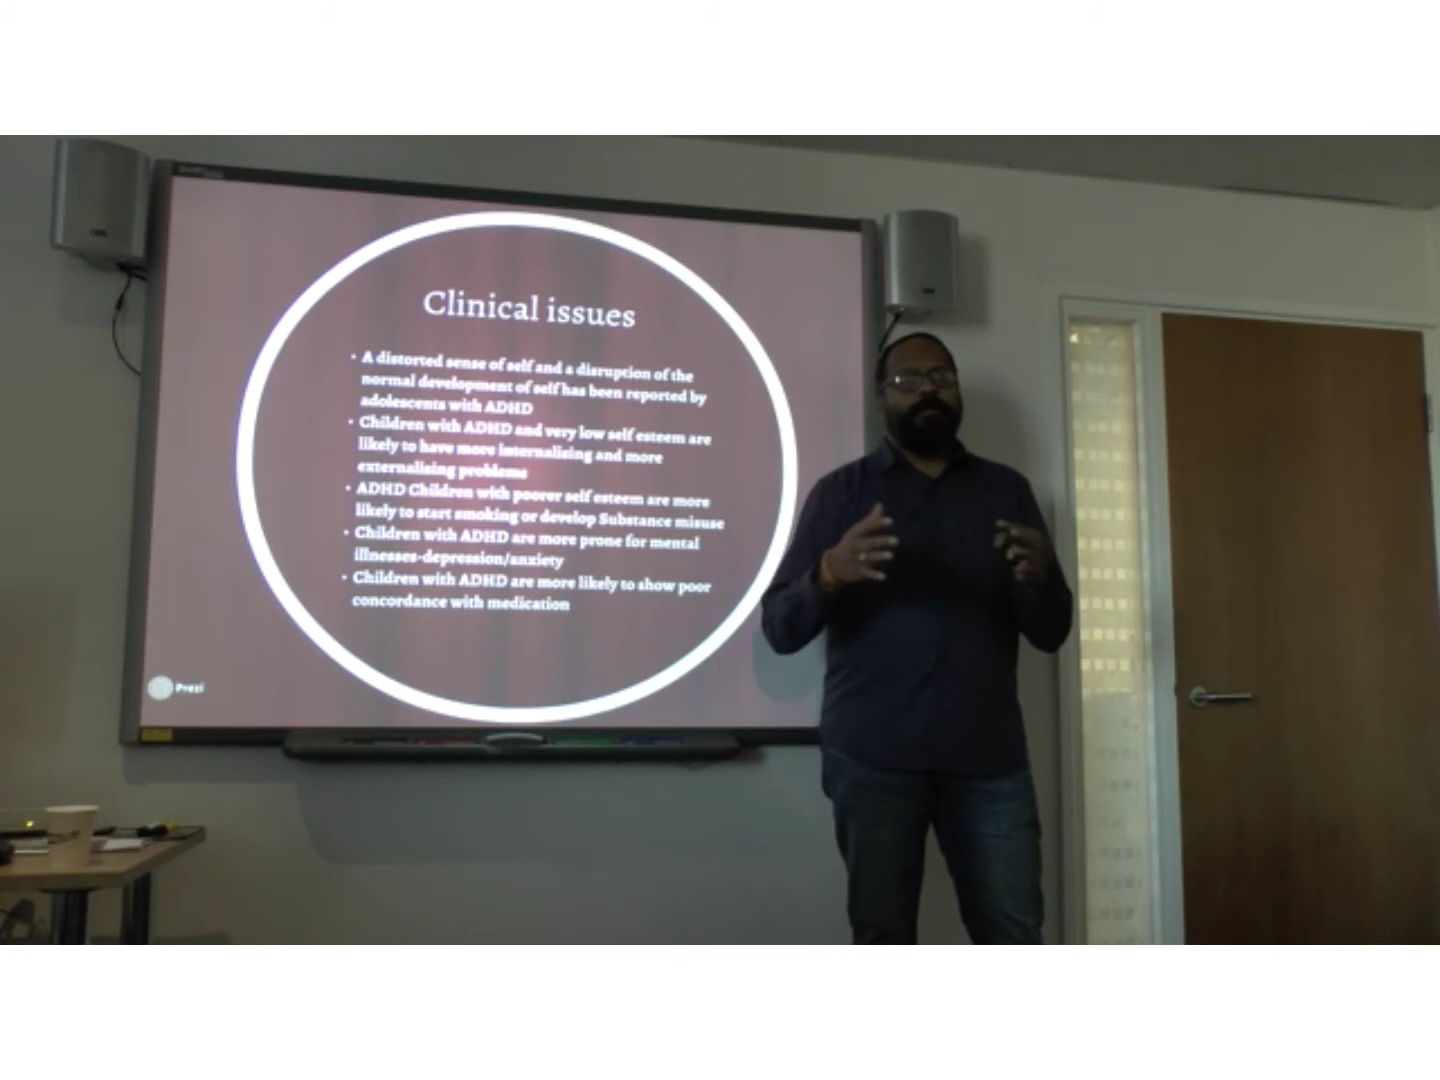 Clinical issues
• A distorted sense of self and a disruption of the
normal development of self has been reported by
adolescents with ADHD
• Children with ADHD and very low self esteem are
likely to have more internalising and more
externalising problems
• ADHD Children with poorer self esteem are more
likely to start smoking or develop Substance misuse
• Children with ADHD are more prone for mental
illnesses-depression/anxiety
• Children with ADHD are more likely to show poor
concordance with medication
Prezi